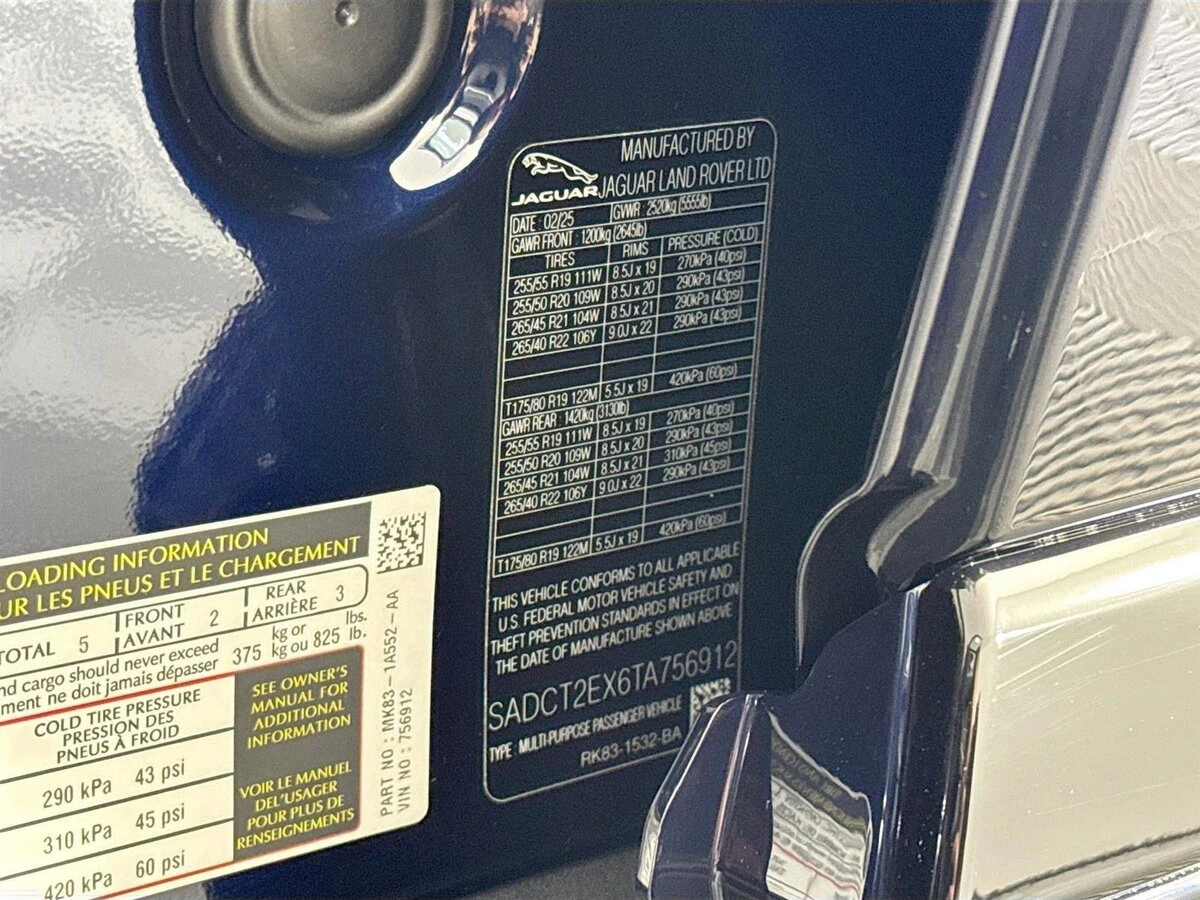 JAGUAR
MANUFACTURED BY
JAGUAR LAND ROVER LTD
DATE : 02/25 GVWR : 2520kg (5555lb)
GAWR FRONT : 1200kg (2645lb)
TIRES RIMS PRESSURE (COLD)
255/55 R19 111W 8.5J x 19 270kPa (40psi)
255/50 R20 109W 8.5J x 20 290kPa (43psi)
265/45 R21 104W 8.5J x 21 290kPa (43psi)
265/40 R22 106Y 9.0J x 22 290kPa (43psi)
T175/80 R19 122M 5.5J x 19 420kPa (60psi)
GAWR REAR : 1420kg (3130lb)
255/55 R19 111W 8.5J x 19 270kPa (40psi)
255/50 R20 109W 8.5J x 20 290kPa (43psi)
265/45 R21 104W 8.5J x 21 310kPa (45psi)
265/40 R22 106Y 9.0J x 22 290kPa (43psi)
T175/80 R19 122M 5.5J x 19 420kPa (60psi)
THIS VEHICLE CONFORMS TO ALL APPLICABLE
U.S. FEDERAL MOTOR VEHICLE SAFETY AND
THEFT PREVENTION STANDARDS IN EFFECT ON
THE DATE OF MANUFACTURE SHOWN ABOVE
SADCT2EX6TA756912
TYPE : MULTI-PURPOSE PASSENGER VEHICLE
RK83-1532-BA
LOADING INFORMATION
UR LES PNEUS ET LE CHARGEMENT
TOTAL 5 FRONT AVANT 2 REAR ARRIÈRE 3
nd cargo should never exceed
ment ne doit jamais dépasser
375 kg or kg ou 825 lbs. lb.
COLD TIRE PRESSURE
PRESSION DES
PNEUS À FROID
290 kPa 43 psi
310 kPa 45 psi
420 kPa 60 psi
SEE OWNER'S
MANUAL FOR
ADDITIONAL
INFORMATION
VOIR LE MANUEL
DEL'USAGER
POUR PLUS DE
RENSEIGNEMENTS
PART NO : MK83-1A552-AA
VIN NO : 756912